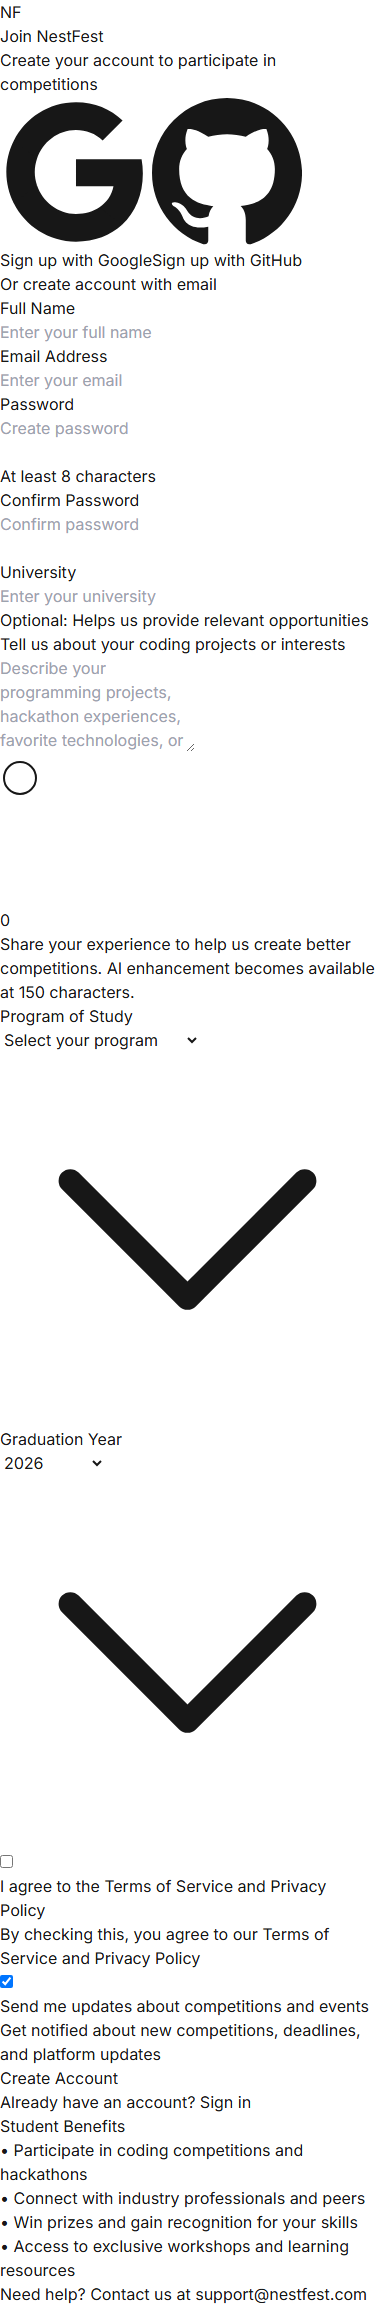 NF
Join NestFest
Create your account to participate in
competitions
Sign up with GoogleSign up with GitHub
Or create account with email
Full Name
Enter your full name
Email Address
Enter your email
Password
Create password
At least 8 characters
Confirm Password
Confirm password
University
Enter your university
Optional: Helps us provide relevant opportunities
Tell us about your coding projects or interests
Describe your
programming projects,
hackathon experiences,
favorite technologies, or
0
Share your experience to help us create better
competitions. AI enhancement becomes available
at 150 characters.
Program of Study
Select your program
Graduation Year
2026
I agree to the Terms of Service and Privacy
Policy
By checking this, you agree to our Terms of
Service and Privacy Policy
Send me updates about competitions and events
Get notified about new competitions, deadlines,
and platform updates
Create Account
Already have an account? Sign in
Student Benefits
• Participate in coding competitions and
hackathons
• Connect with industry professionals and peers
• Win prizes and gain recognition for your skills
• Access to exclusive workshops and learning
resources
Need help? Contact us at support@nestfest.com